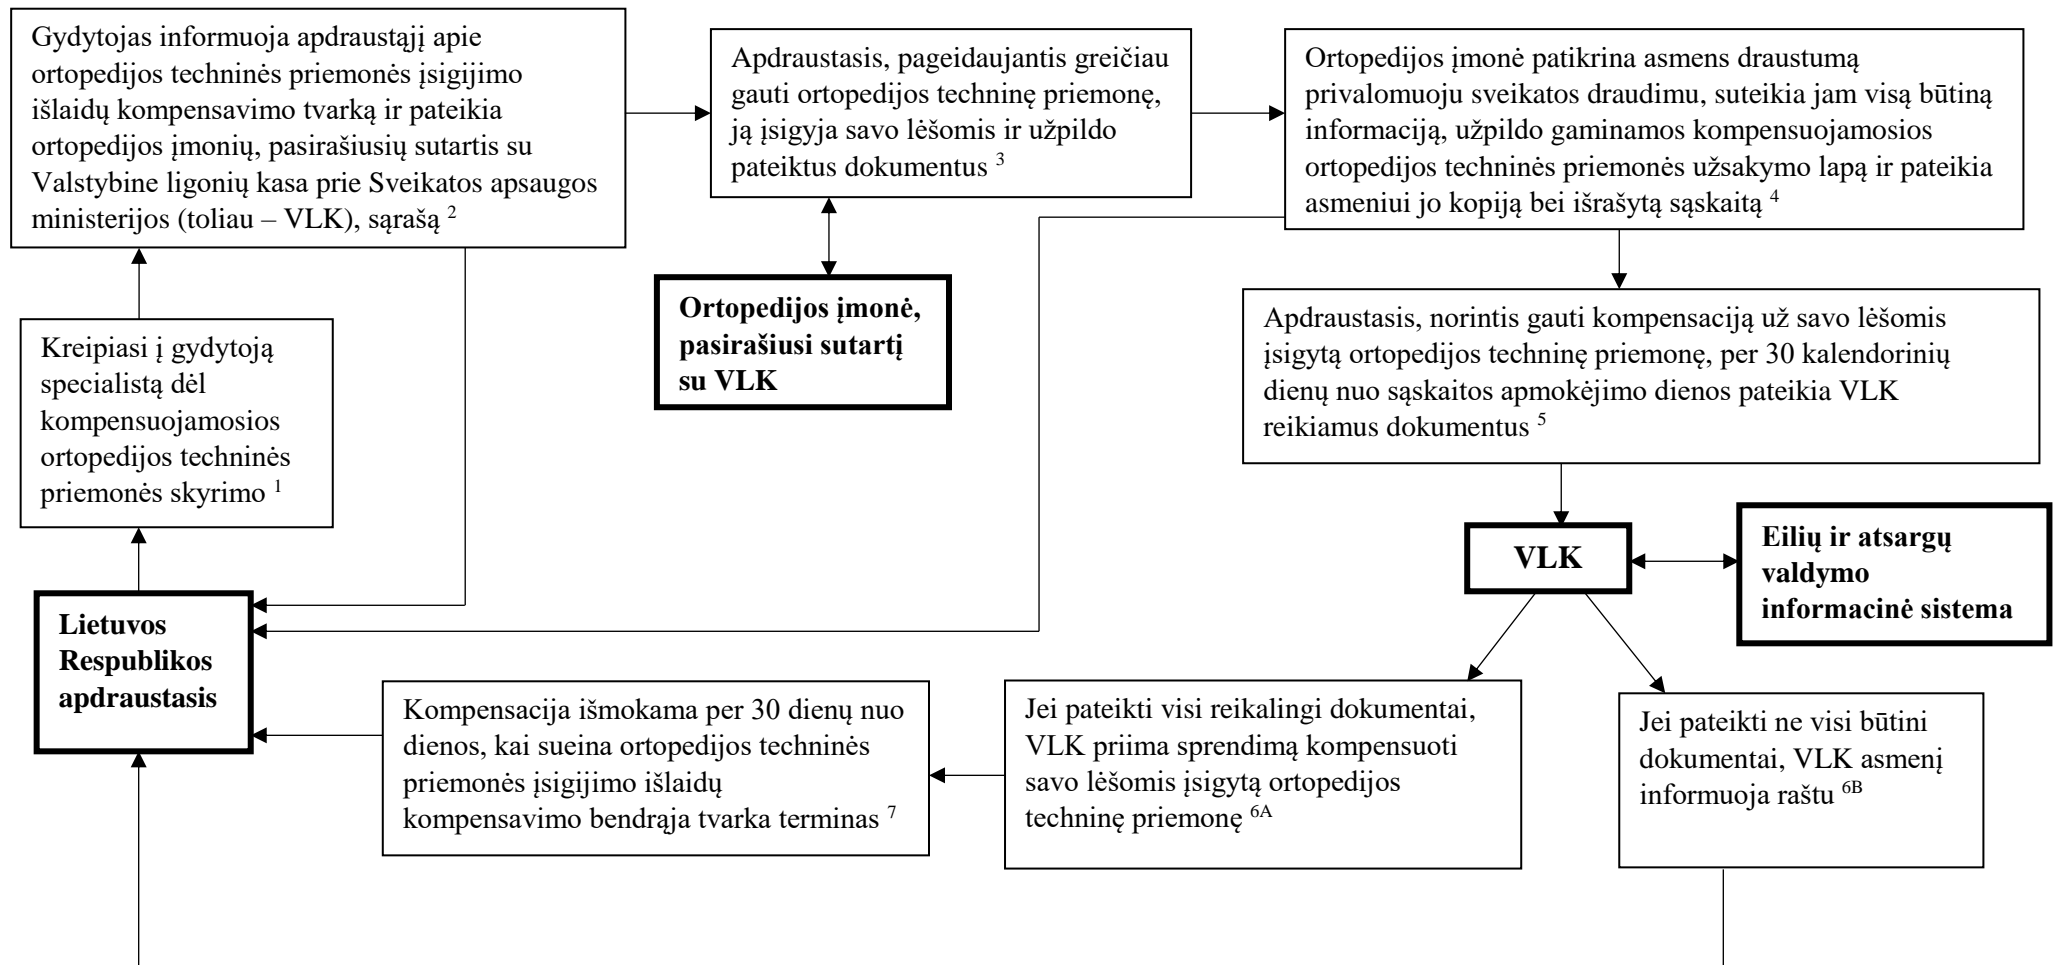 Gydytojas informuoja apdraustąjį apie
ortopedijos techninės priemonės įsigijimo
išlaidų kompensavimo tvarką ir pateikia
ortopedijos įmonių, pasirašiusių sutartis su
Valstybine ligonių kasa prie Sveikatos apsaugos
ministerijos (toliau – VLK), sąrašą 2
Apdraustasis, pageidaujantis greičiau
gauti ortopedijos techninę priemonę,
ją įsigyja savo lėšomis ir užpildo
pateiktus dokumentus 3
Ortopedijos įmonė patikrina asmens draustumą
privalomuoju sveikatos draudimu, suteikia jam visą būtiną
informaciją, užpildo gaminamos kompensuojamosios
ortopedijos techninės priemonės užsakymo lapą ir pateikia
asmeniui jo kopiją bei išrašytą sąskaitą 4
Ortopedijos įmonė,
pasirašiusi sutartį
su VLK
Apdraustasis, norintis gauti kompensaciją už savo lėšomis
įsigytą ortopedijos techninę priemonę, per 30 kalendorinių
dienų nuo sąskaitos apmokėjimo dienos pateikia VLK
reikiamus dokumentus 5
Kreipiasi į gydytoją
specialistą dėl
kompensuojamosios
ortopedijos techninės
priemonės skyrimo 1
VLK
Eilių ir atsargų
valdymo
informacinė sistema
Lietuvos
Respublikos
apdraustasis
Kompensacija išmokama per 30 dienų nuo
dienos, kai sueina ortopedijos techninės
priemonės įsigijimo išlaidų
kompensavimo bendrąja tvarka terminas 7
Jei pateikti visi reikalingi dokumentai,
VLK priima sprendimą kompensuoti
savo lėšomis įsigytą ortopedijos
techninę priemonę 6A
Jei pateikti ne visi būtini
dokumentai, VLK asmenį
informuoja raštu 6B